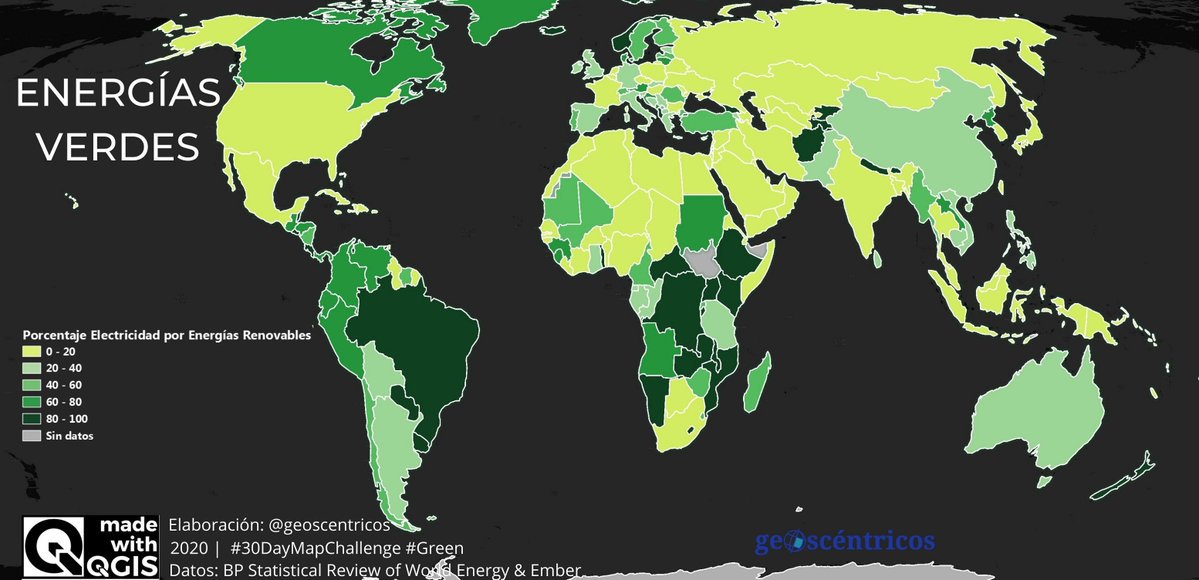 ENERGÍAS
VERDES
Porcentaje Electricidad por Energías Renovables
0 - 20
20 - 40
40 - 60
60 - 80
80 - 100
Sin datos
made
with
QGIS
Elaboración: @geoscentricos
2020 | #30DayMapChallenge #Green
Datos: BP Statistical Review of World Energy & Ember
geoscéntricos